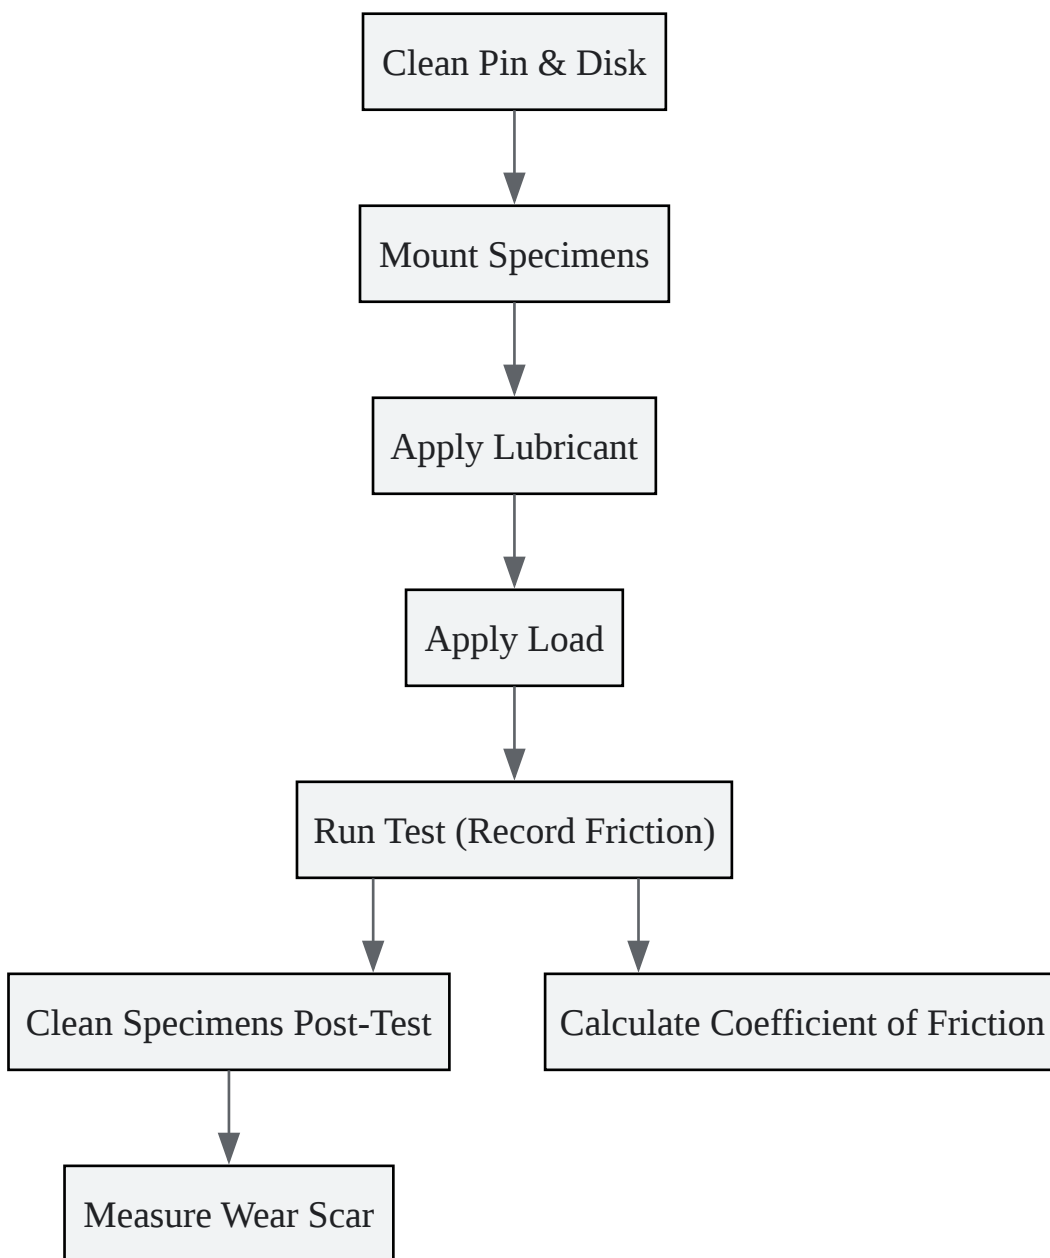 Clean Pin & Disk
Mount Specimens
Apply Lubricant
Apply Load
Run Test (Record Friction)
Clean Specimens Post-Test
Calculate Coefficient of Friction
Measure Wear Scar